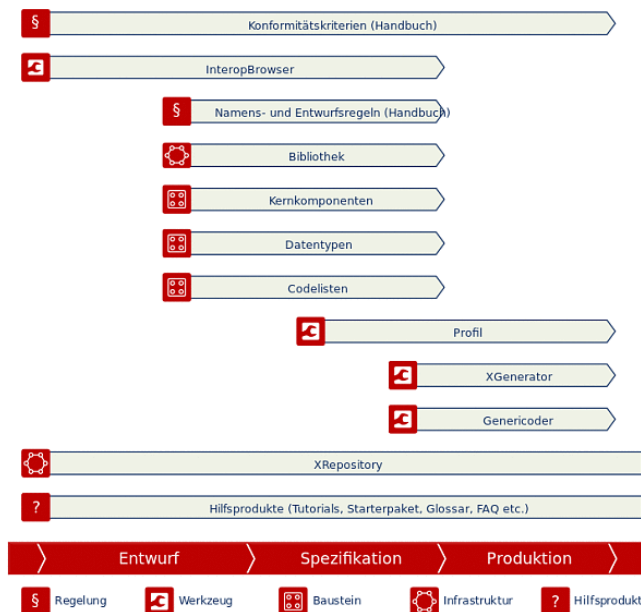 § Konformitätskriterien (Handbuch)
InteropBrowser
§ Namens- und Entwurfsregeln (Handbuch)
Bibliothek
Kernkomponenten
Datentypen
Codelisten
Profil
XGenerator
Genericoder
XRepository
? Hilfsprodukte (Tutorials, Starterpaket, Glossar, FAQ etc.)
Entwurf Spezifikation Produktion
§ Regelung Werkzeug Baustein Infrastruktur ? Hilfsprodukt